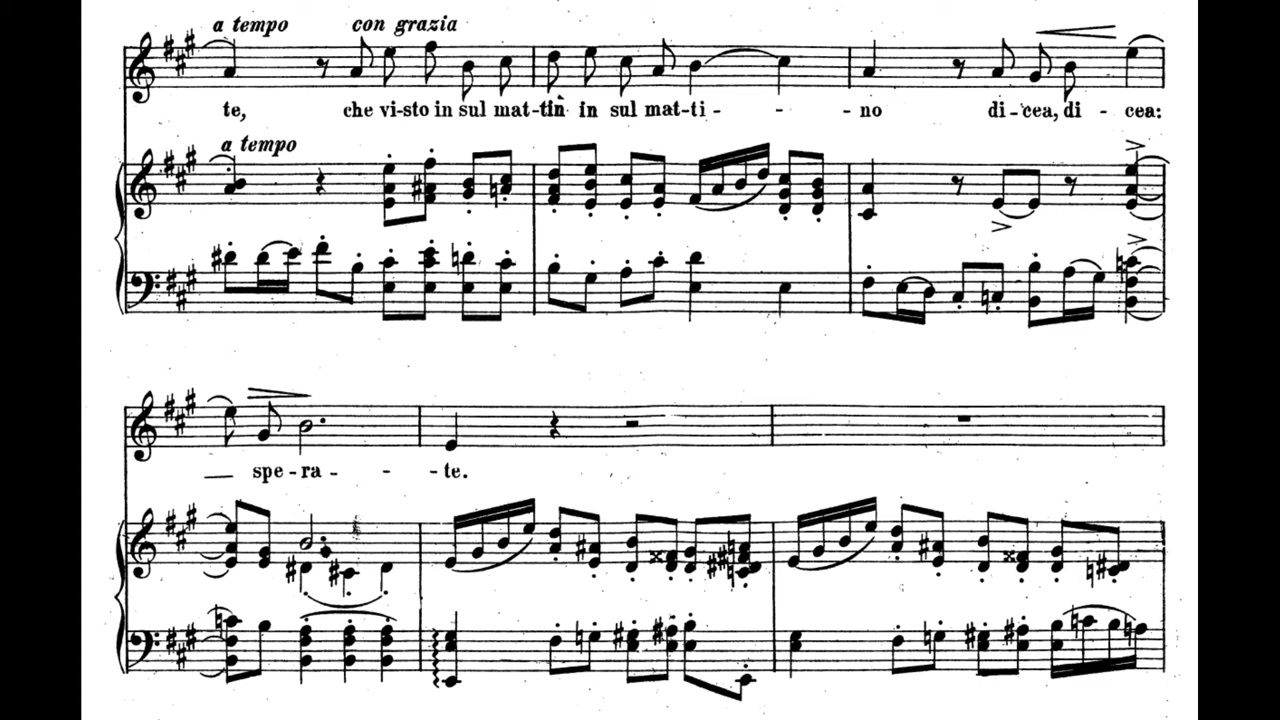 a tempo con grazia
te, che vi-sto in sul mat-tin in sul mat-ti - - - no di-cea, di - cea:
a tempo
spe-ra - - te.